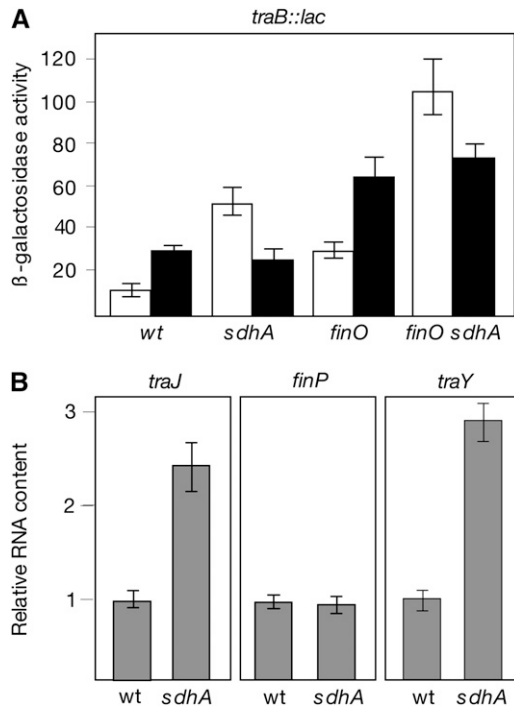 A
traB::lac
ß-galactosidase activity
120
100
80
60
40
20
wt
sdhA
finO
finO sdhA
B
traJ
finP
traY
Relative RNA content
3
2
1
wt
sdhA
wt
sdhA
wt
sdhA